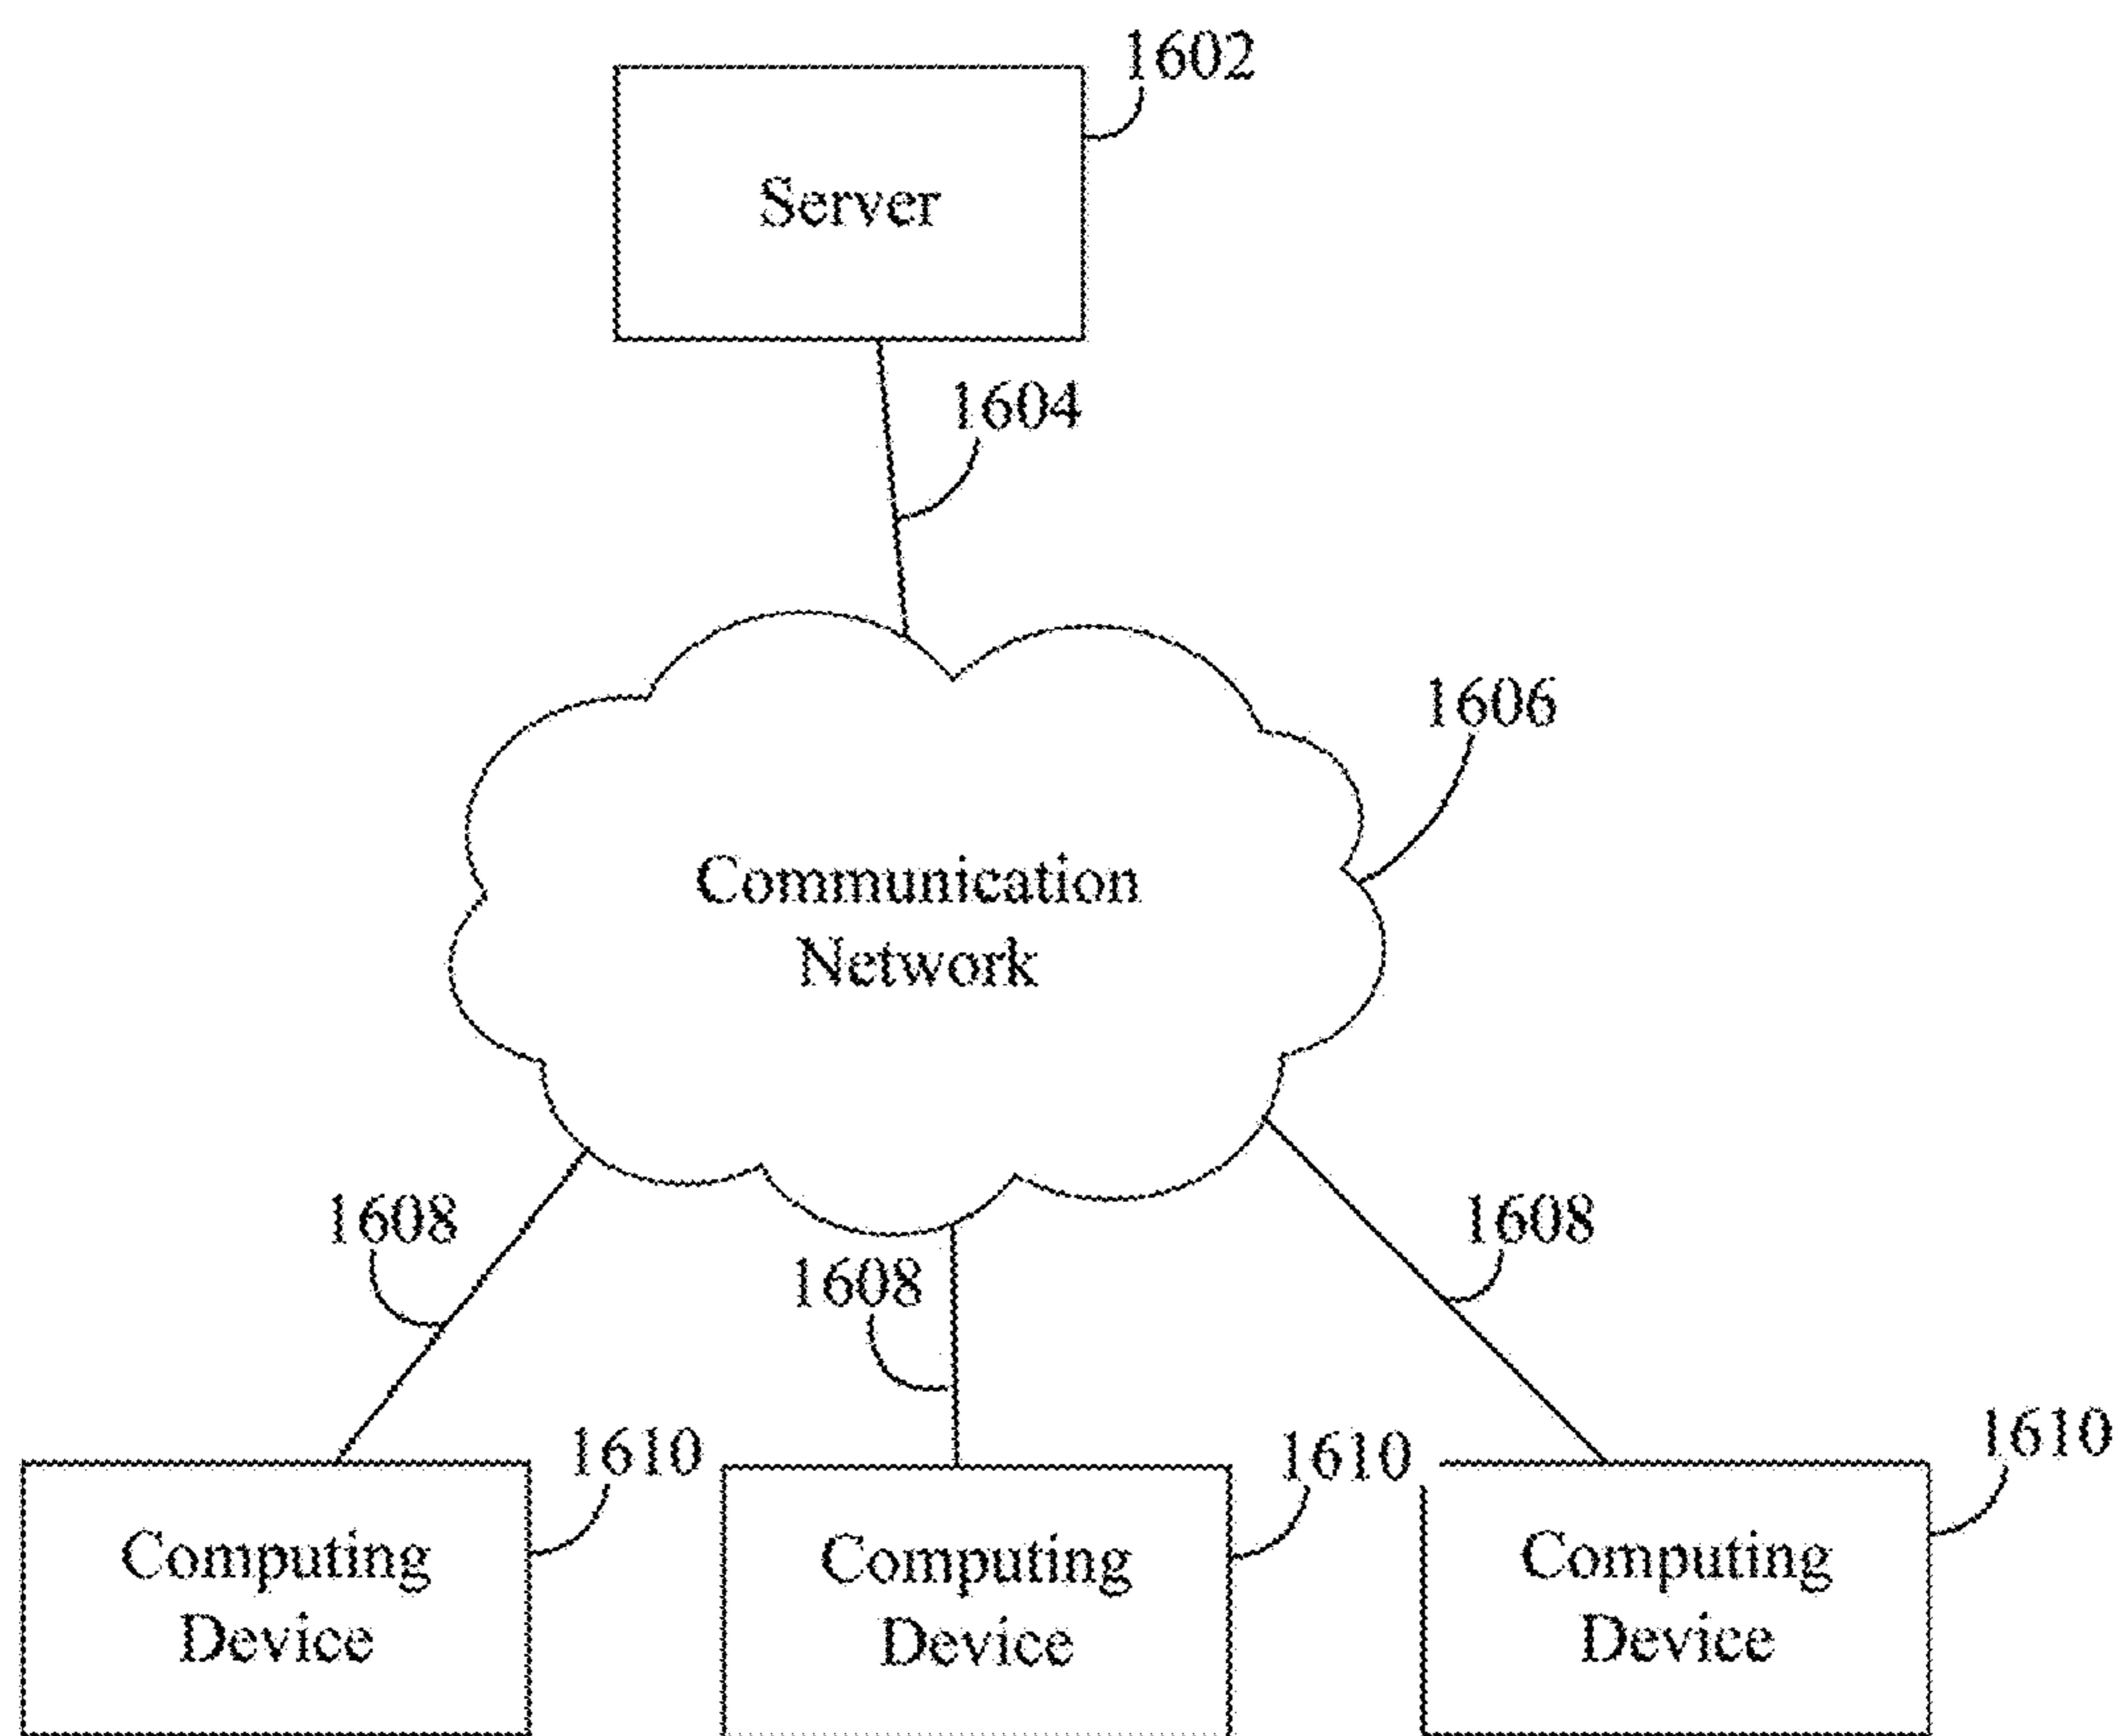 1602
Server
1604
1606
Communication
Network
1608
1608
1608
1610
1610
1610
Computing
Device
Computing
Device
Computing
Device